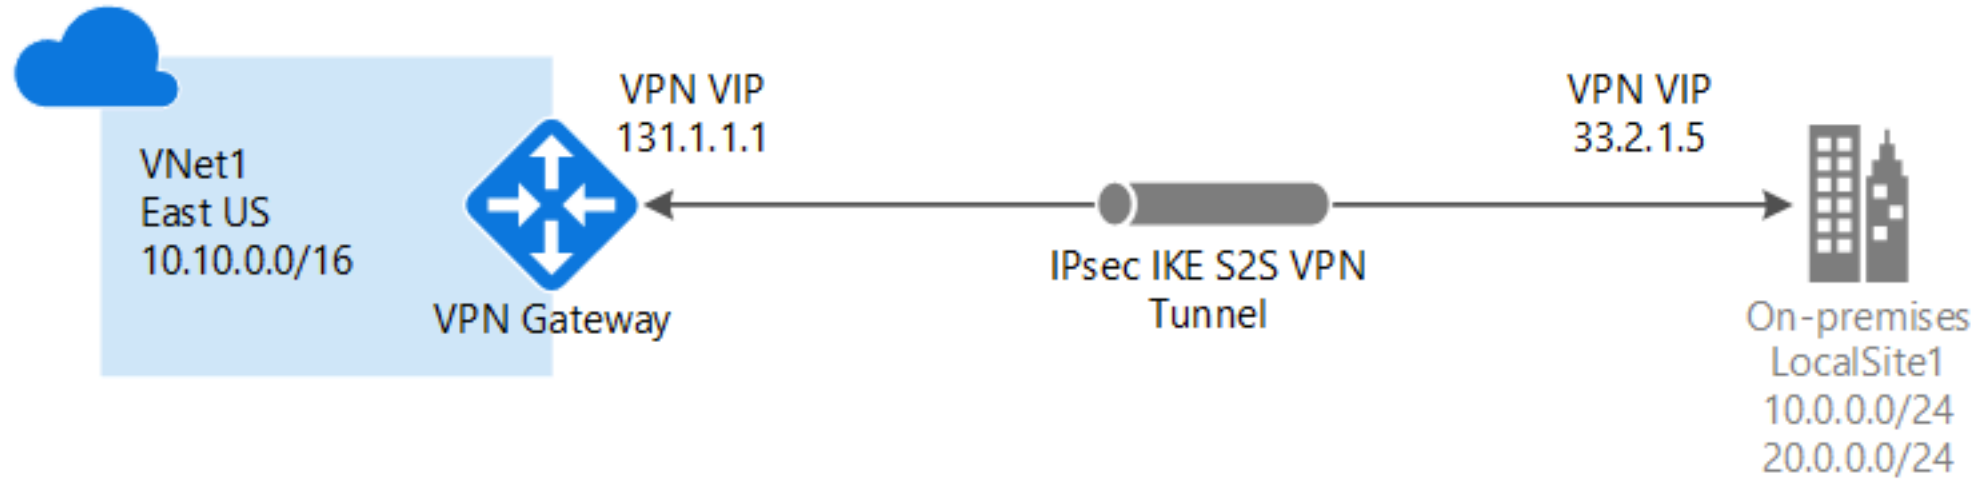 VNet1
East US
10.10.0.0/16
VPN Gateway
VPN VIP
131.1.1.1
IPsec IKE S2S VPN
Tunnel
VPN VIP
33.2.1.5
On-premises
LocalSite1
10.0.0.0/24
20.0.0.0/24